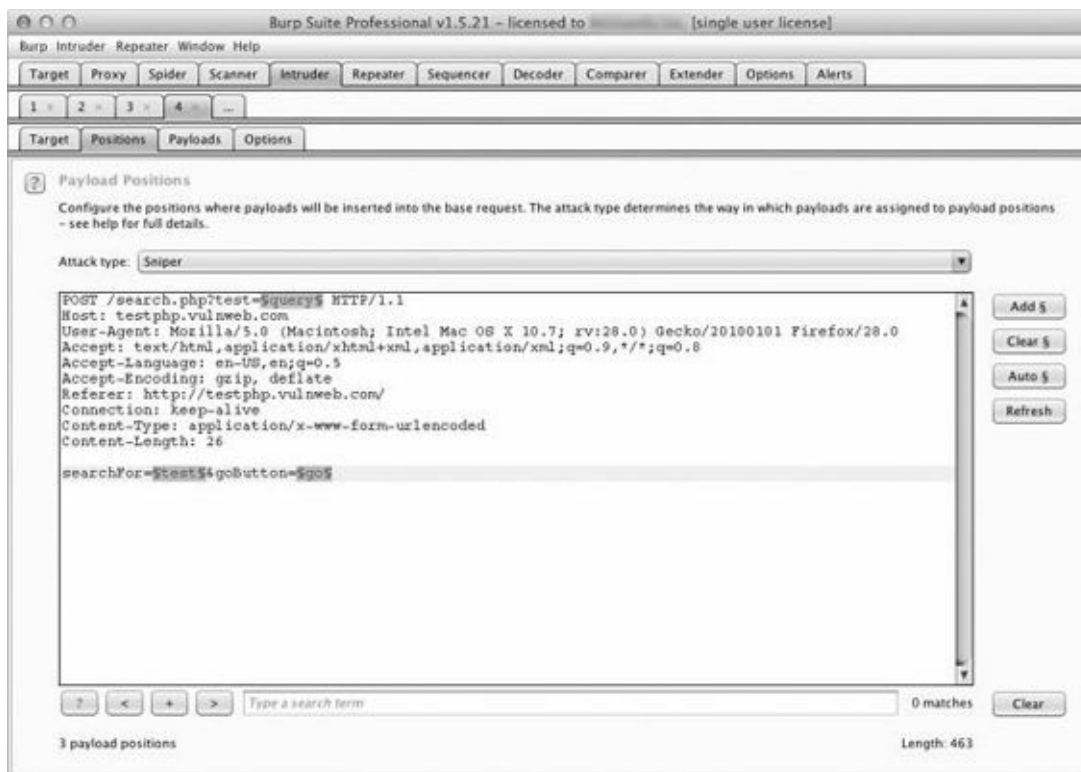 Burp Suite Professional v1.5.21 – licensed to [single user license]
Burp Intruder Repeater Window Help
Target Proxy Spider Scanner Intruder Repeater Sequencer Decoder Comparer Extender Options Alerts
1 × 2 × 3 × 4 × ...
Target Positions Payloads Options
? Payload Positions
Configure the positions where payloads will be inserted into the base request. The attack type determines the way in which payloads are assigned to payload positions
– see help for full details.
Attack type: Sniper
POST /search.php?test=§query§ HTTP/1.1
Host: testphp.vulnweb.com
User-Agent: Mozilla/5.0 (Macintosh; Intel Mac OS X 10.7; rv:28.0) Gecko/20100101 Firefox/28.0
Accept: text/html,application/xhtml+xml,application/xml;q=0.9,*/*;q=0.8
Accept-Language: en-US,en;q=0.5
Accept-Encoding: gzip, deflate
Referer: http://testphp.vulnweb.com/
Connection: keep-alive
Content-Type: application/x-www-form-urlencoded
Content-Length: 26
searchFor=§test§&goButton=§go§
Add §
Clear §
Auto §
Refresh
? < + > Type a search term 0 matches Clear
3 payload positions Length: 463